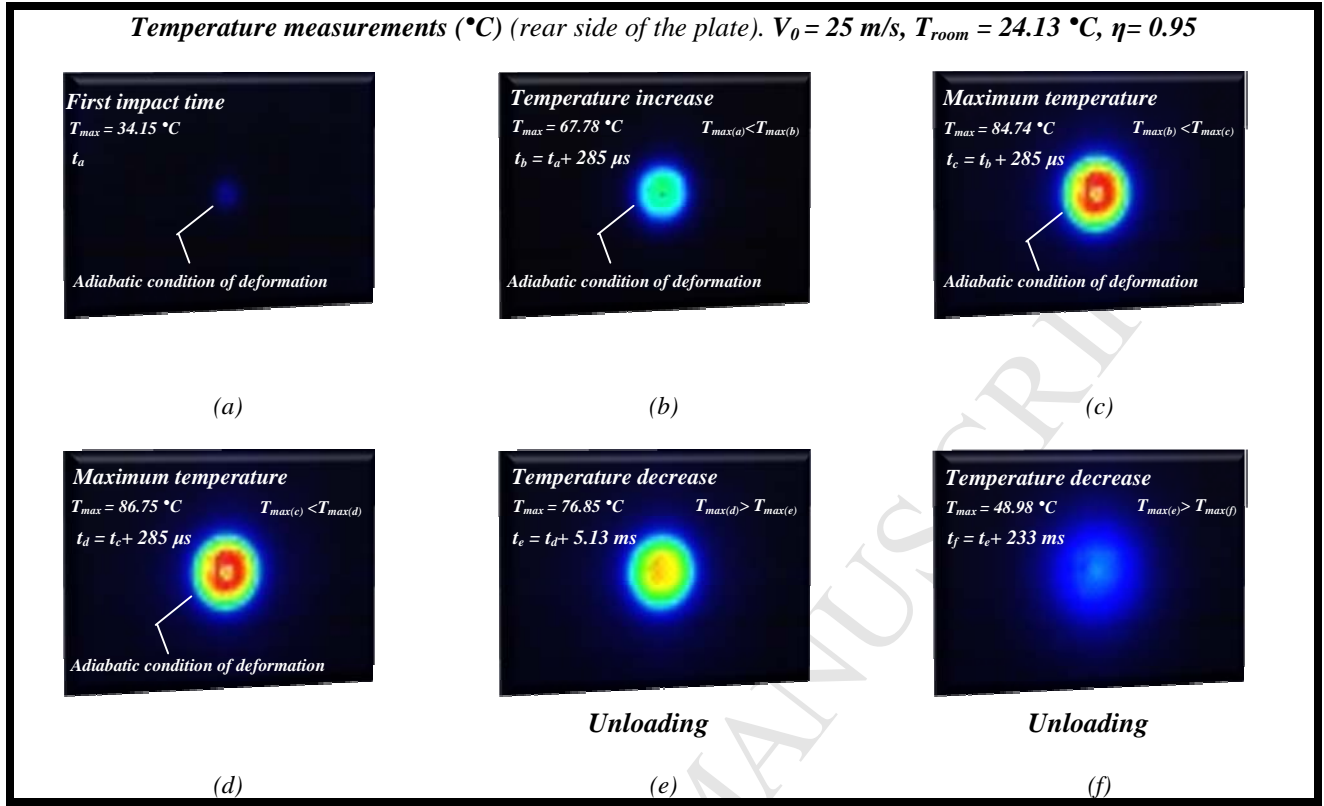 Temperature measurements (•C) (rear side of the plate). V0 = 25 m/s, Troom = 24.13 •C, η= 0.95
First impact time
Tmax = 34.15 •C
ta
Adiabatic condition of deformation
(a)
Temperature increase
Tmax = 67.78 •C Tmax(a)<Tmax(b)
tb = ta+ 285 μs
Adiabatic condition of deformation
(b)
Maximum temperature
Tmax = 84.74 •C Tmax(b) <Tmax(c)
tc = tb + 285 μs
Adiabatic condition of deformation
(c)
Maximum temperature
Tmax = 86.75 •C Tmax(c) <Tmax(d)
td = tc+ 285 μs
Adiabatic condition of deformation
(d)
Temperature decrease
Tmax = 76.85 •C Tmax(d)> Tmax(e)
te = td+ 5.13 ms
Unloading
(e)
Temperature decrease
Tmax = 48.98 •C Tmax(e)> Tmax(f)
tf = te+ 233 ms
Unloading
(f)
MANUSCRIP